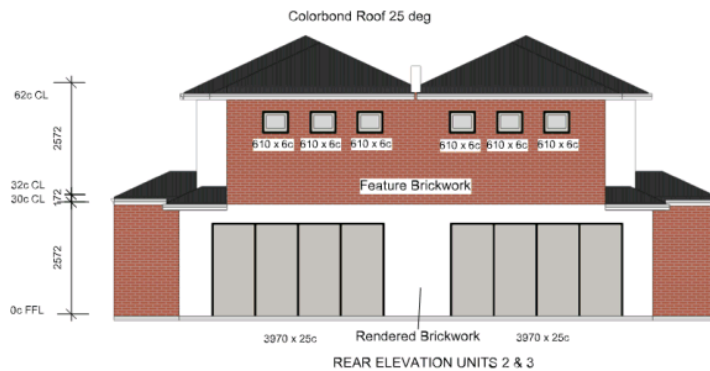 Colorbond Roof 25 deg
62c CL
2572
610 x 6c 610 x 6c 610 x 6c 610 x 6c 610 x 6c 610 x 6c
Feature Brickwork
32c CL
172
30c CL
2572
0c FFL
3970 x 25c Rendered Brickwork 3970 x 25c
REAR ELEVATION UNITS 2 & 3